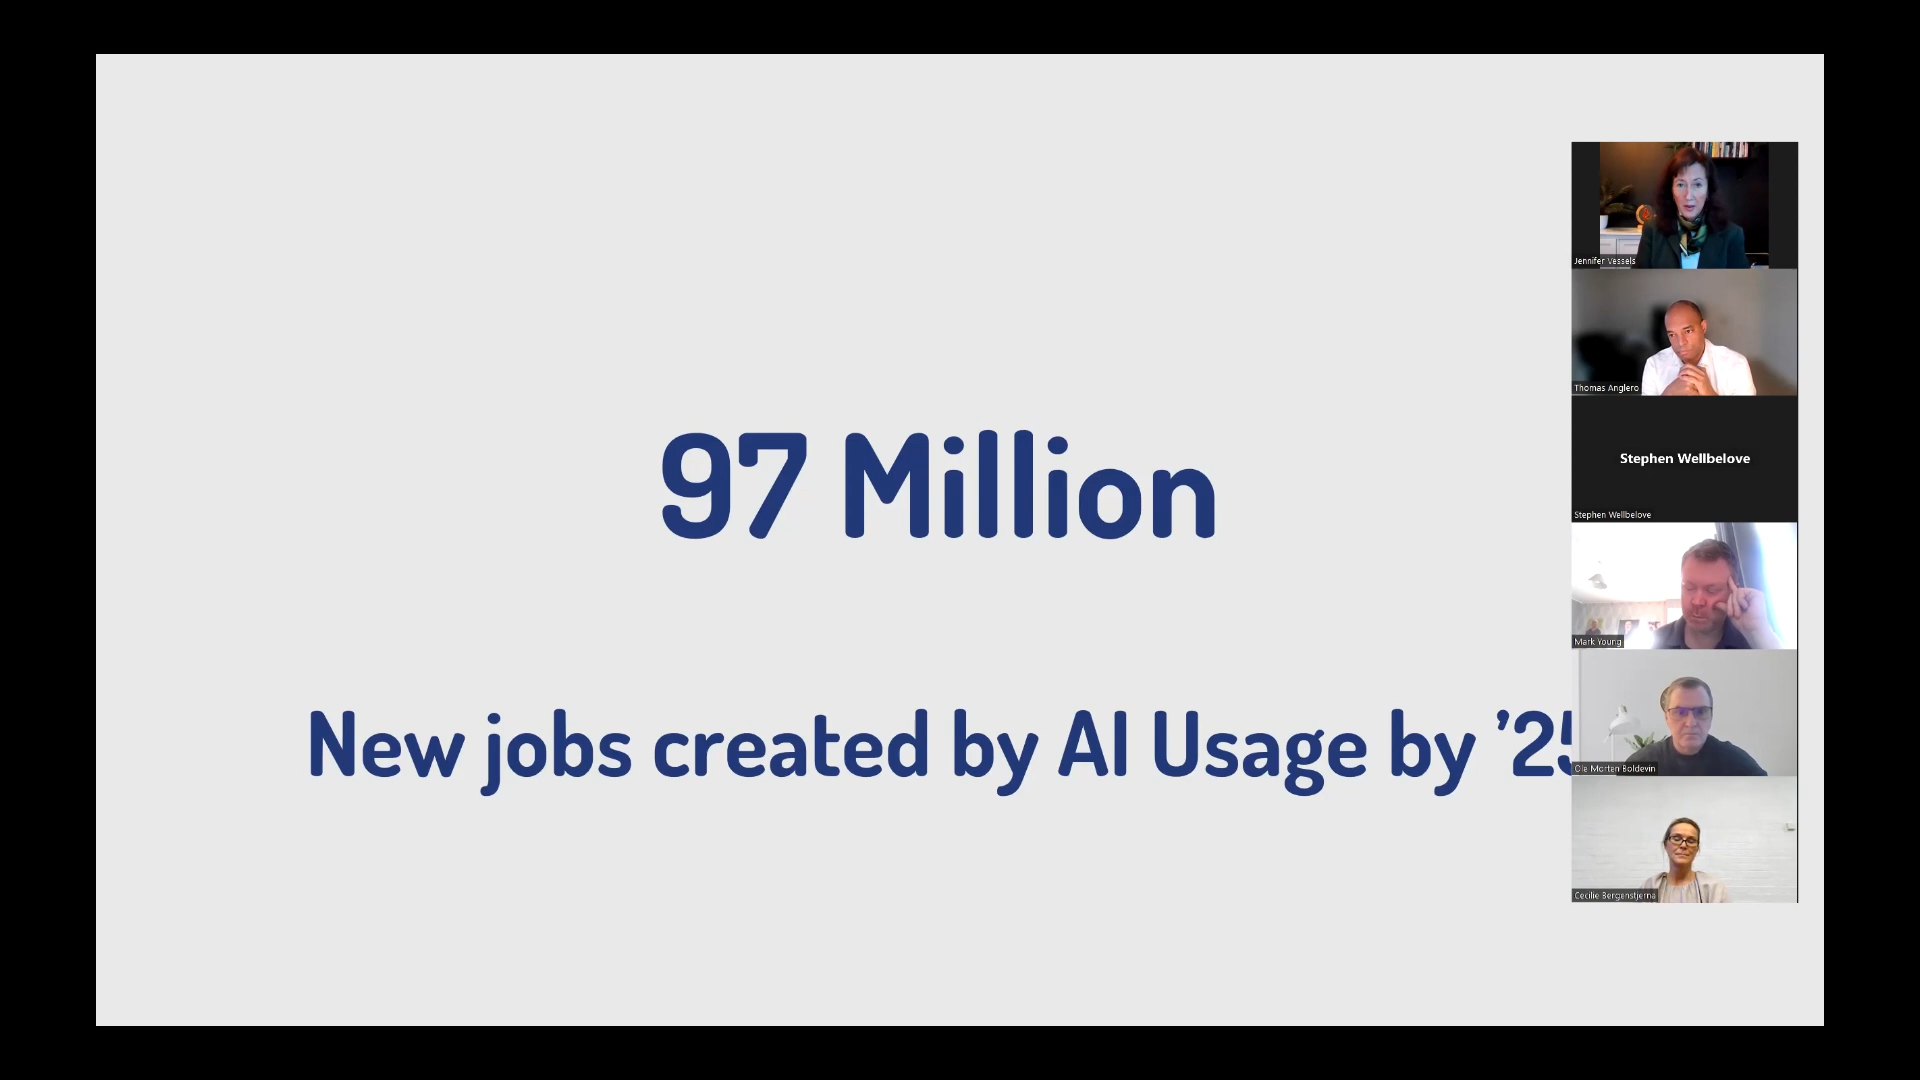 97 Million
New jobs created by AI Usage by ’25
Jennifer Vessels
Thomas Anglero
Stephen Wellbelove
Stephen Wellbelove
Mark Young
Ole Morten Boldevin
Cecilie Bergenstjerna